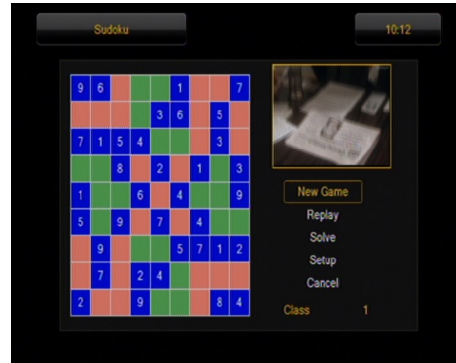 Sudoku 10:12
9 6 1 7
3 6 5
7 1 5 4 3
8 2 1 3
1 6 4 9
5 9 7 4
9 5 7 1 2
7 2 4
2 9 8 4
New Game
Replay
Solve
Setup
Cancel
Class 1